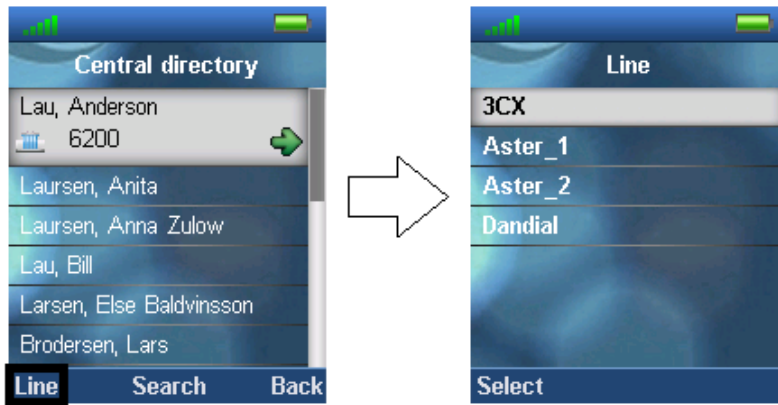 Central directory
Lau, Anderson
6200
Laursen, Anita
Laursen, Anna Zulow
Lau, Bill
Larsen, Else Baldvinsson
Brodersen, Lars
Line Search Back
Line
3CX
Aster_1
Aster_2
Dandial
Select